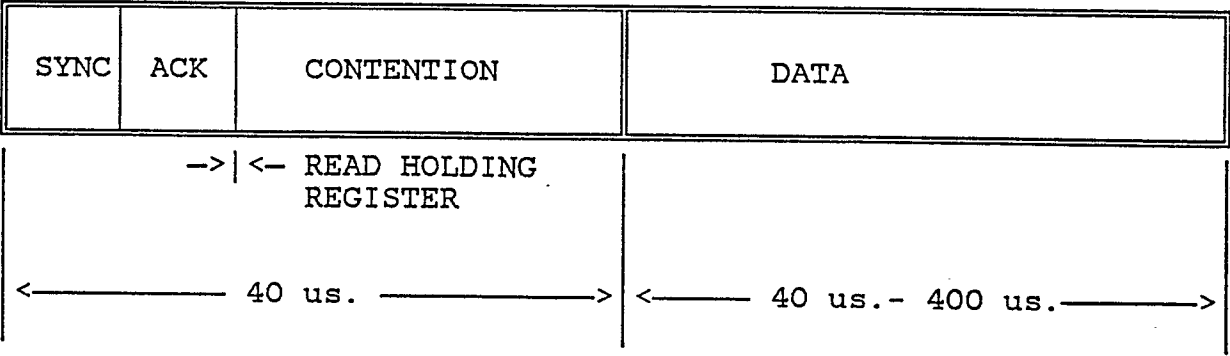 SYNC ACK CONTENTION DATA
->|<- READ HOLDING
REGISTER
<———— 40 us. ————> <——— 40 us.- 400 us.———>